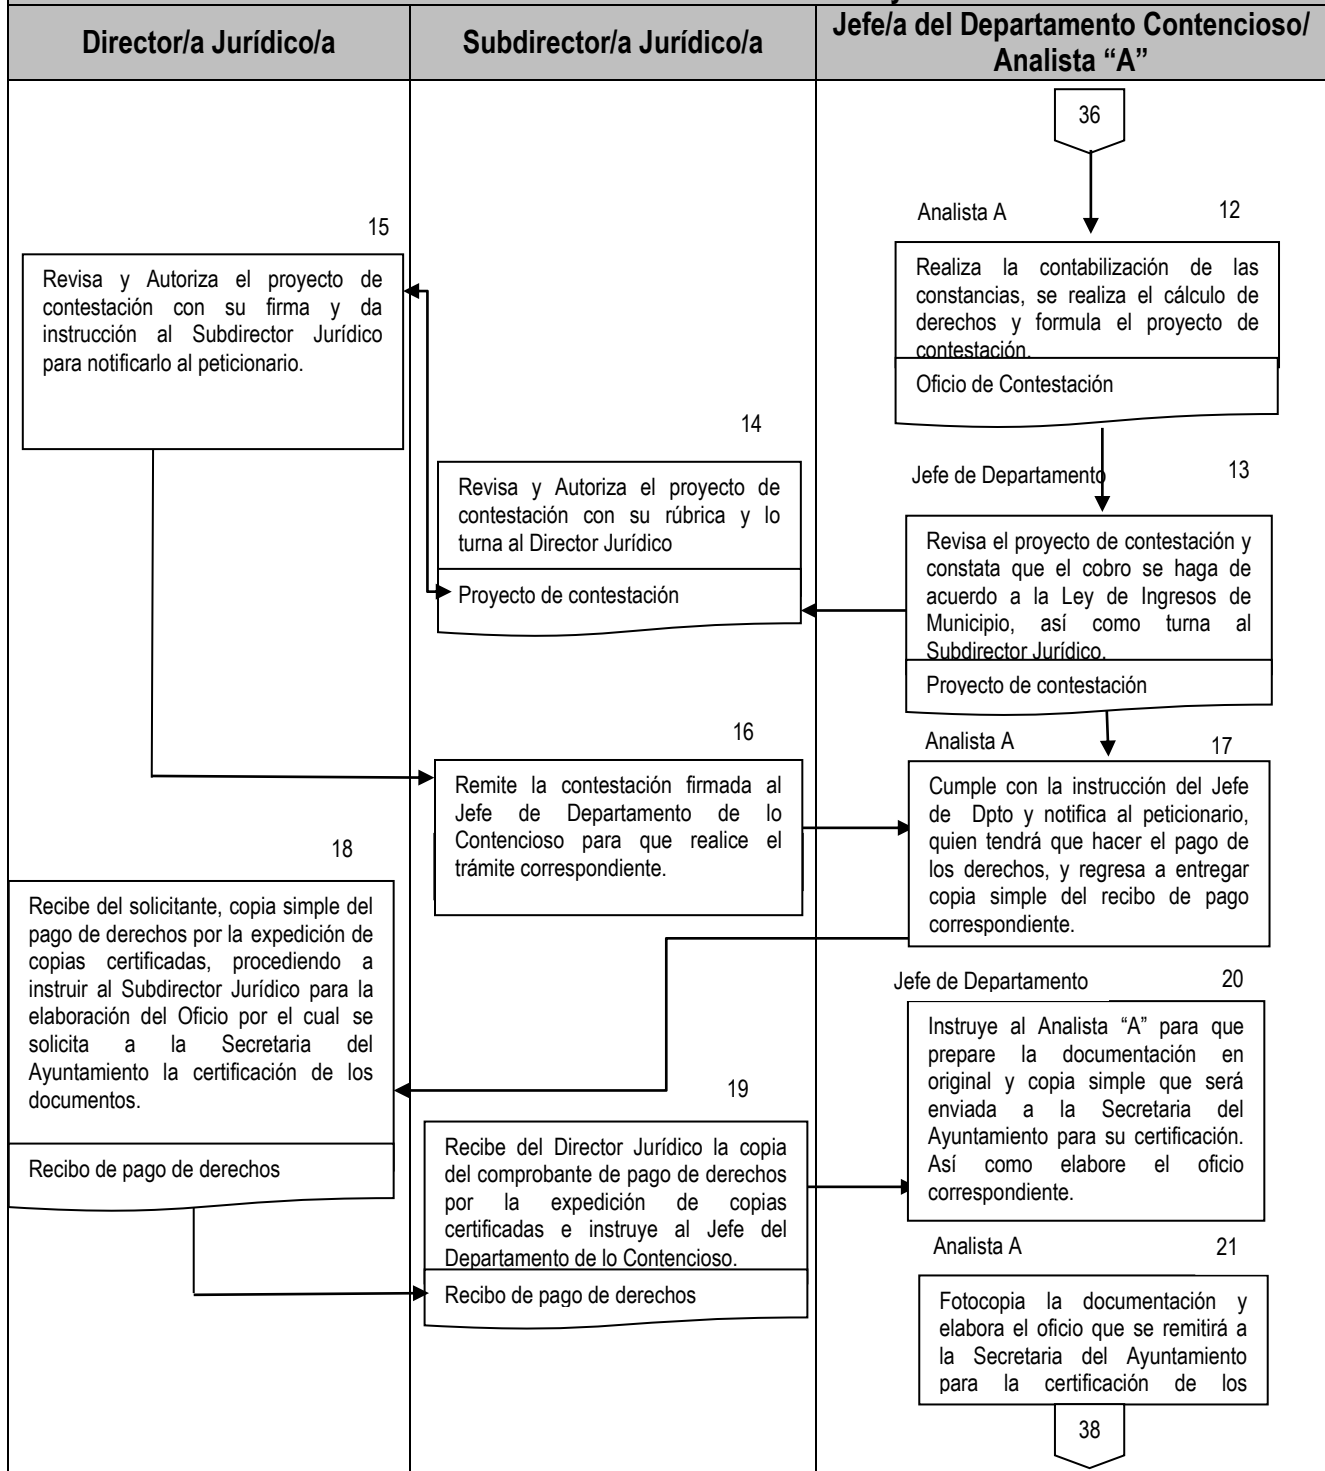 Director/a Jurídico/a
Subdirector/a Jurídico/a
Jefe/a del Departamento Contencioso/
Analista “A”
36
Analista A
12
Realiza la contabilización de las
constancias, se realiza el cálculo de
derechos y formula el proyecto de
contestación.
Oficio de Contestación
Jefe de Departamento
13
Revisa el proyecto de contestación y
constata que el cobro se haga de
acuerdo a la Ley de Ingresos de
Municipio, así como turna al
Subdirector Jurídico.
Proyecto de contestación
14
Revisa y Autoriza el proyecto de
contestación con su rúbrica y lo
turna al Director Jurídico
Proyecto de contestación
15
Revisa y Autoriza el proyecto de
contestación con su firma y da
instrucción al Subdirector Jurídico
para notificarlo al peticionario.
16
Remite la contestación firmada al
Jefe de Departamento de lo
Contencioso para que realice el
trámite correspondiente.
Analista A
17
Cumple con la instrucción del Jefe
de Dpto y notifica al peticionario,
quien tendrá que hacer el pago de
los derechos, y regresa a entregar
copia simple del recibo de pago
correspondiente.
18
Recibe del solicitante, copia simple del
pago de derechos por la expedición de
copias certificadas, procediendo a
instruir al Subdirector Jurídico para la
elaboración del Oficio por el cual se
solicita a la Secretaria del
Ayuntamiento la certificación de los
documentos.
Recibo de pago de derechos
19
Recibe del Director Jurídico la copia
del comprobante de pago de derechos
por la expedición de copias
certificadas e instruye al Jefe del
Departamento de lo Contencioso.
Recibo de pago de derechos
Jefe de Departamento
20
Instruye al Analista “A” para que
prepare la documentación en
original y copia simple que será
enviada a la Secretaria del
Ayuntamiento para su certificación.
Así como elabore el oficio
correspondiente.
Analista A
21
Fotocopia la documentación y
elabora el oficio que se remitirá a
la Secretaria del Ayuntamiento
para la certificación de los
38